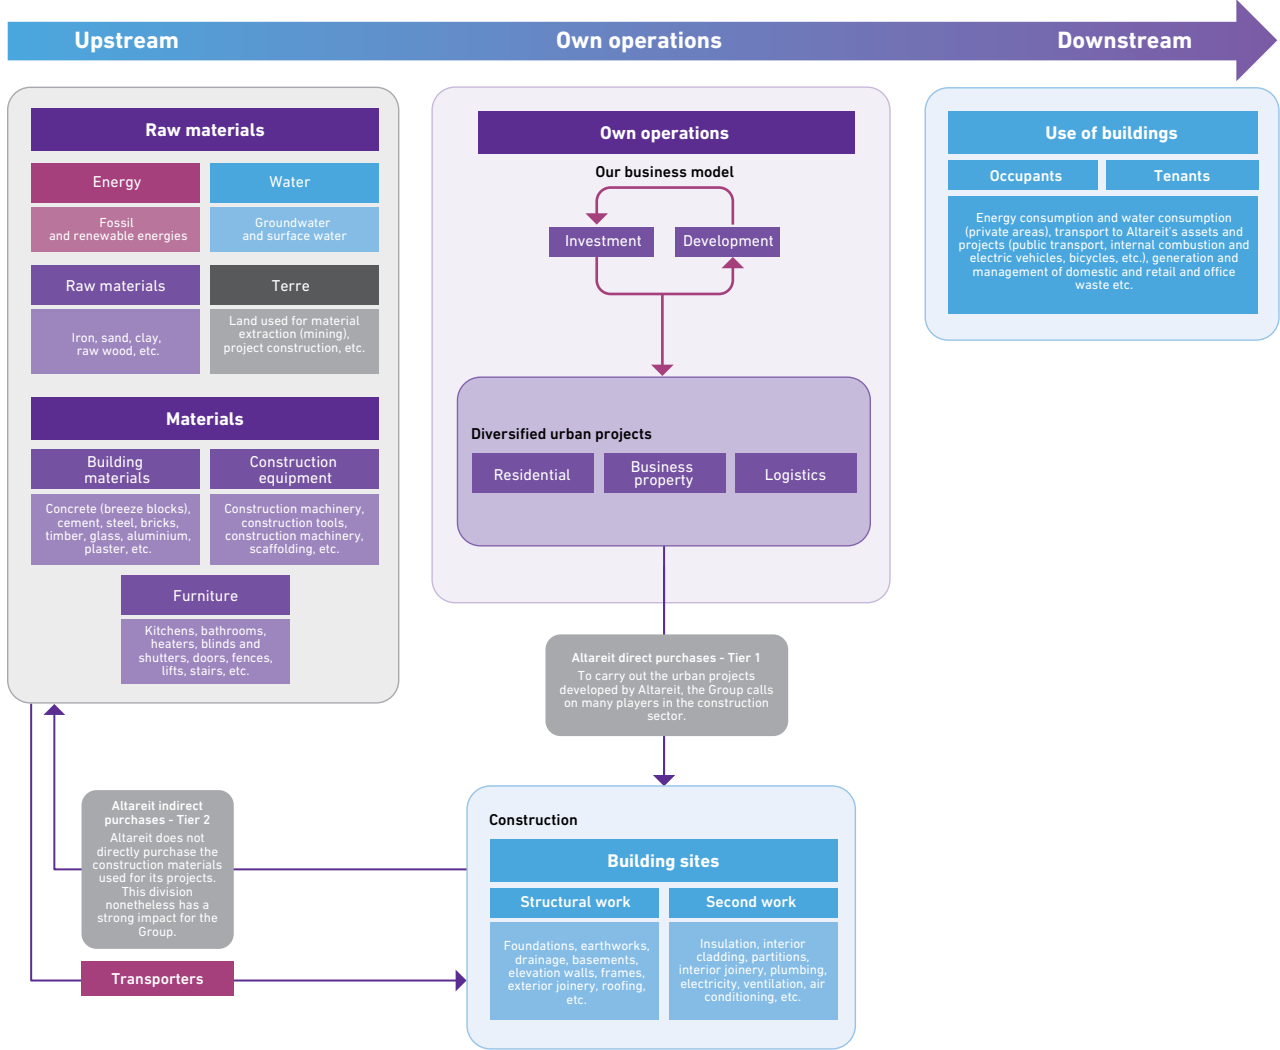 Upstream
Own operations
Downstream
Raw materials
Energy
Water
Fossil
and renewable energies
Groundwater
and surface water
Raw materials
Terre
Iron, sand, clay,
raw wood, etc.
Land used for material
extraction (mining),
project construction, etc.
Materials
Building
materials
Construction
equipment
Concrete (breeze blocks),
cement, steel, bricks,
timber, glass, aluminium,
plaster, etc.
Construction machinery,
construction tools,
construction machinery,
scaffolding, etc.
Furniture
Kitchens, bathrooms,
heaters, blinds and
shutters, doors, fences,
lifts, stairs, etc.
Own operations
Our business model
Investment
Development
Diversified urban projects
Residential
Business
property
Logistics
Use of buildings
Occupants
Tenants
Energy consumption and water consumption
(private areas), transport to Altareit's assets and
projects (public transport, internal combustion and
electric vehicles, bicycles, etc.), generation and
management of domestic and retail and office
waste etc.
Altareit direct purchases - Tier 1
To carry out the urban projects
developed by Altareit, the Group calls
on many players in the construction
sector.
Altareit indirect
purchases - Tier 2
Altareit does not
directly purchase the
construction materials
used for its projects.
This division
nonetheless has a
strong impact for the
Group.
Transporters
Construction
Building sites
Structural work
Second work
Foundations, earthworks,
drainage, basements,
elevation walls, frames,
exterior joinery, roofing,
etc.
Insulation, interior
cladding, partitions,
interior joinery, plumbing,
electricity, ventilation, air
conditioning, etc.